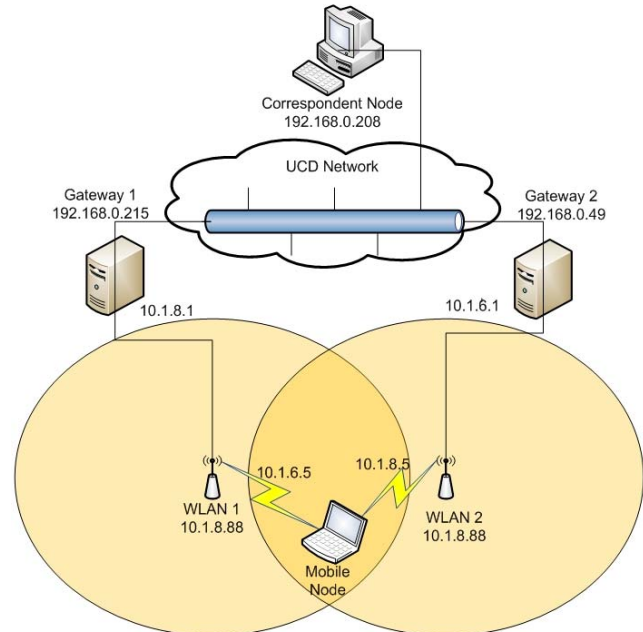 Correspondent Node
192.168.0.208
UCD Network
Gateway 1
192.168.0.215
Gateway 2
192.168.0.49
10.1.8.1
10.1.6.1
10.1.6.5
10.1.8.5
WLAN 1
10.1.8.88
WLAN 2
10.1.8.88
Mobile
Node